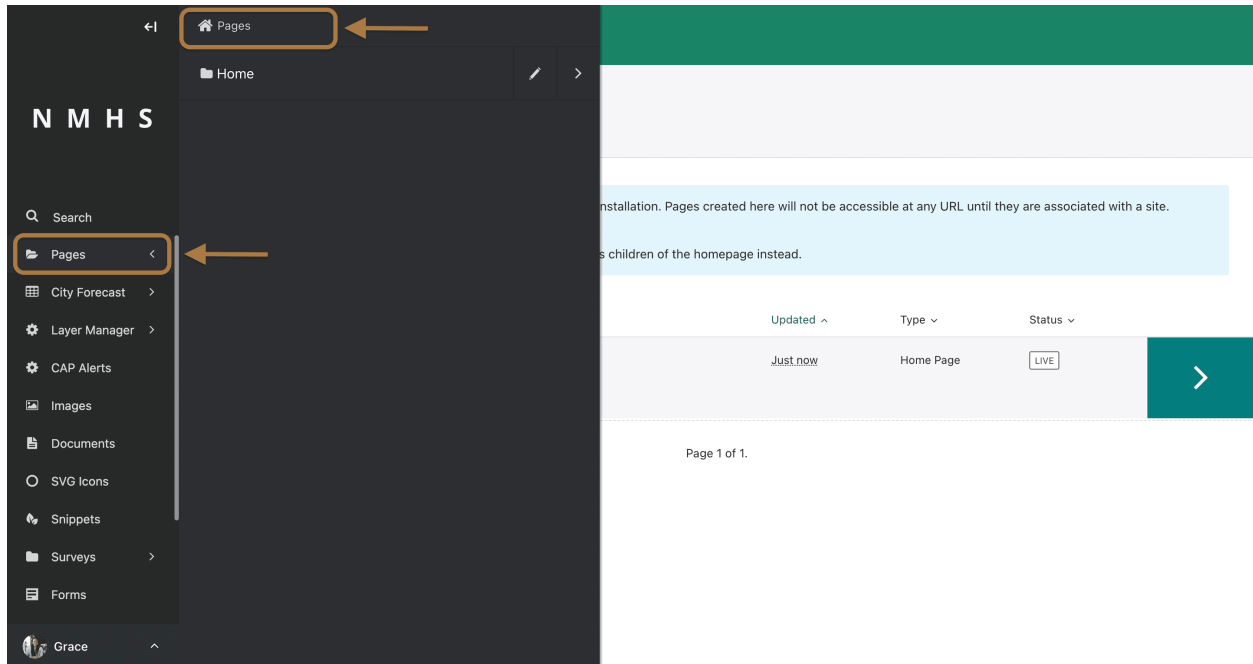 Pages
Home
N M H S
Search
Pages
City Forecast
Layer Manager
CAP Alerts
Images
Documents
SVG Icons
Snippets
Surveys
Forms
Grace
installation. Pages created here will not be accessible at any URL until they are associated with a site.
s children of the homepage instead.
Updated Type Status
Just now Home Page LIVE
Page 1 of 1.